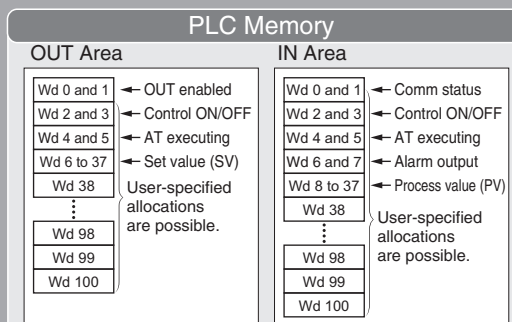 PLC Memory
OUT Area
Wd 0 and 1 OUT enabled
Wd 2 and 3 Control ON/OFF
Wd 4 and 5 AT executing
Wd 6 to 37 Set value (SV)
Wd 38
User-specified
allocations
are possible.
Wd 98
Wd 99
Wd 100
IN Area
Wd 0 and 1 Comm status
Wd 2 and 3 Control ON/OFF
Wd 4 and 5 AT executing
Wd 6 and 7 Alarm output
Wd 8 to 37 Process value (PV)
Wd 38
User-specified
allocations
are possible.
Wd 98
Wd 99
Wd 100